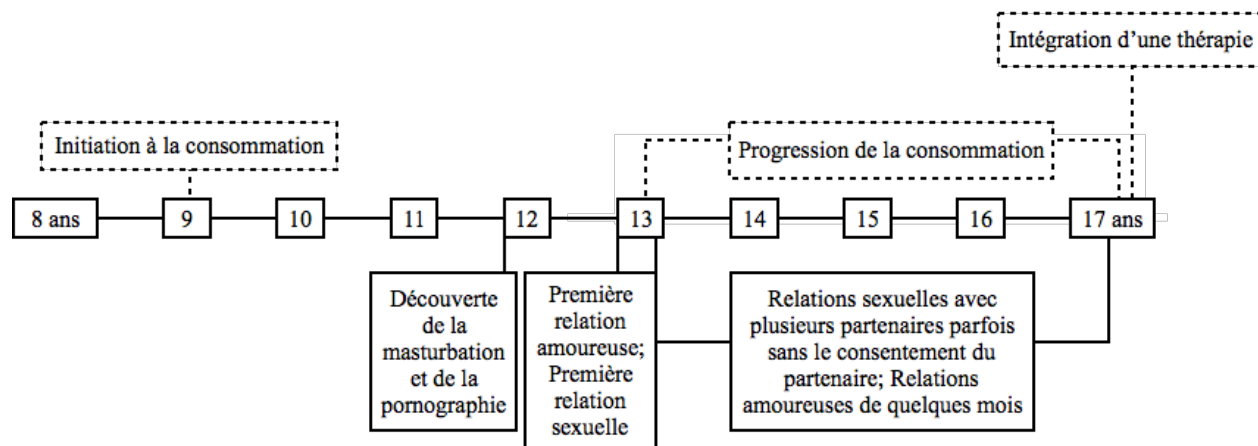 Intégration d’une thérapie
Initiation à la consommation
Progression de la consommation
8 ans
9
10
11
12
13
14
15
16
17 ans
Découverte
de la
masturbation
et de la
pornographie
Première
relation
amoureuse;
Première
relation
sexuelle
Relations sexuelles avec
plusieurs partenaires parfois
sans le consentement du
partenaire; Relations
amoureuses de quelques mois